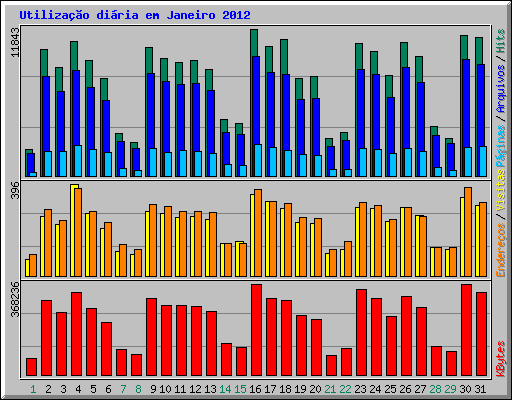 Utilização diária em Janeiro 2012
11843
396
368236
Endereços / Visitas Páginas / Arquivos / Hits
KBytes
1 2 3 4 5 6 7 8 9 10 11 12 13 14 15 16 17 18 19 20 21 22 23 24 25 26 27 28 29 30 31